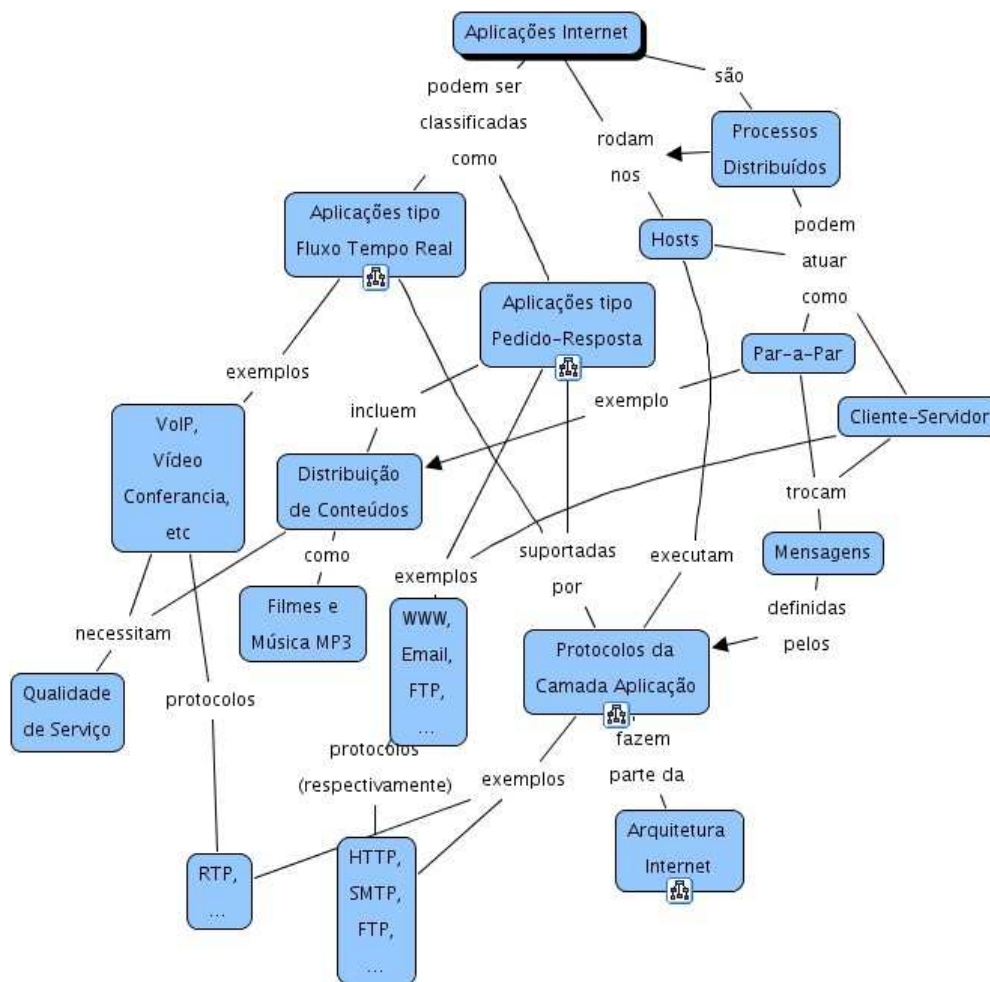 Aplicações Internet
podem ser
classificadas
como
são
rodam
nos
Processos
Distribuídos
Aplicações tipo
Fluxo Tempo Real
Hosts
podem
atuar
como
Aplicações tipo
Pedido-Resposta
Par-a-Par
exemplos
incluem
exemplo
Cliente-Servidor
VoIP,
Vídeo
Conferancia,
etc
Distribuição
de Conteúdos
trocam
como
exemplos
suportadas
por
executam
Mensagens
necessitam
Filmes e
Música MP3
WWW,
Email,
FTP,
...
Protocolos da
Camada Aplicação
definidas
pelos
Qualidade
de Serviço
protocolos
protocolos
(respectivamente)
exemplos
fazem
parte da
Arquitetura
Internet
RTP,
...
HTTP,
SMTP,
FTP,
...